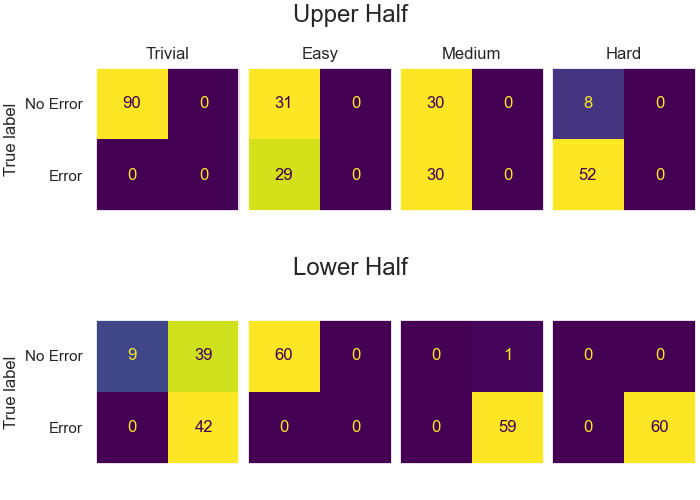 Upper Half
Trivial Easy Medium Hard
True label
No Error 90 0 31 0 30 0 8 0
Error 0 0 29 0 30 0 52 0
Lower Half
True label
No Error 9 39 60 0 0 1 0 0
Error 0 42 0 0 0 59 0 60